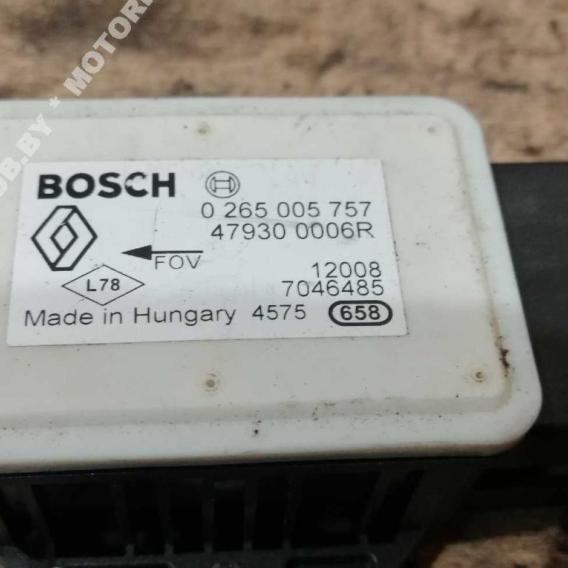 BOSCH
0 265 005 757
47930 0006R
FOV
12008
L78
7046485
Made in Hungary 4575 658